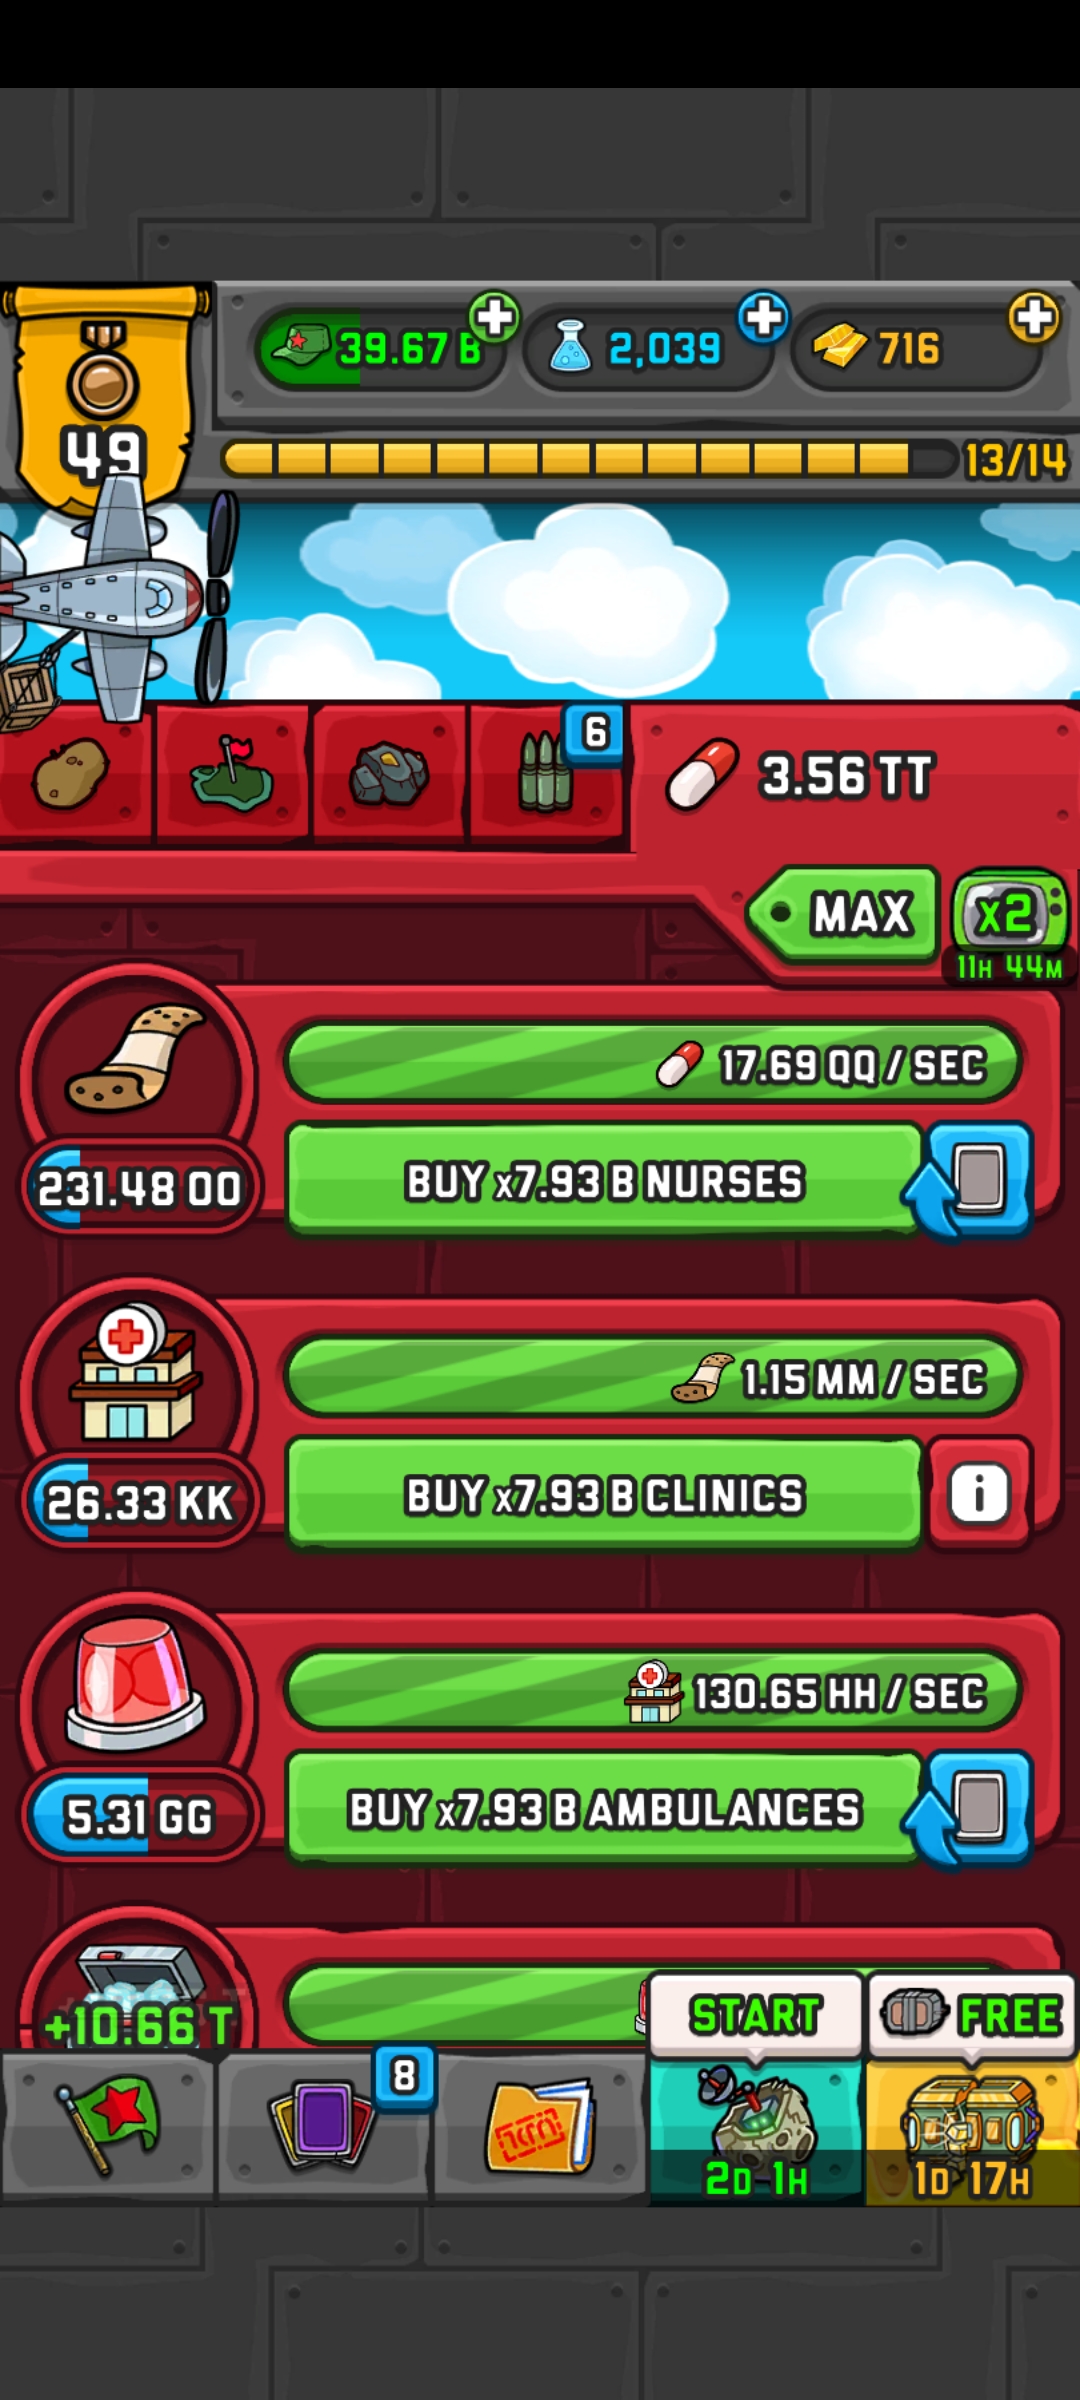 39.67 B
2,039
716
49
13/14
6
3.56 TT
MAX
x2
11H 44M
17.69 QQ / SEC
231.48 OO
BUY x7.93 B NURSES
1.15 MM / SEC
26.33 KK
BUY x7.93 B CLINICS
i
130.65 HH / SEC
5.31 GG
BUY x7.93 B AMBULANCES
+10.66 T
START
FREE
8
2D 1H
1D 17H